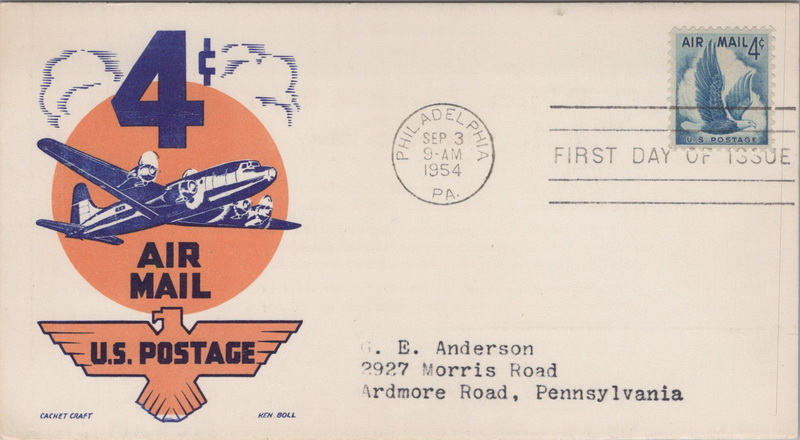 4¢
AIR
MAIL
U.S. POSTAGE
CACHET CRAFT
KEN BOLL
PHILADELPHIA
SEP 3
9-AM
1954
PA.
AIR MAIL 4¢
U.S. POSTAGE
FIRST DAY OF ISSUE
E. Anderson
2927 Morris Road
Ardmore Road, Pennsylvania